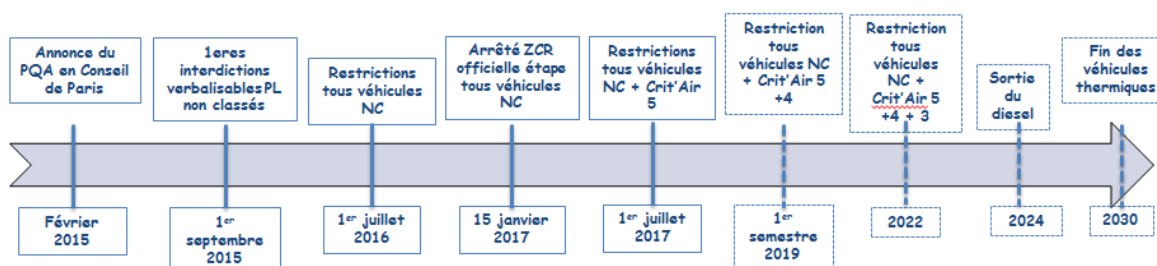 Annonce du
PQA en Conseil
de Paris
1eres
interdictions
verbalisables PL
non classés
Restrictions
tous véhicules
NC
Arrêté ZCR
officielle étape
tous véhicules
NC
Restrictions
tous véhicules
NC + Crit'Air
5
Restriction
tous
véhicules NC
+ Crit'Air 5
+4
Restriction
tous
véhicules
NC +
Crit'Air 5
+4 + 3
Sortie
du
diesel
Fin des
véhicules
thermiques
Février
2015
1er
septembre
2015
1er juillet
2016
15 janvier
2017
1er juillet
2017
1er
semestre
2019
2022
2024
2030